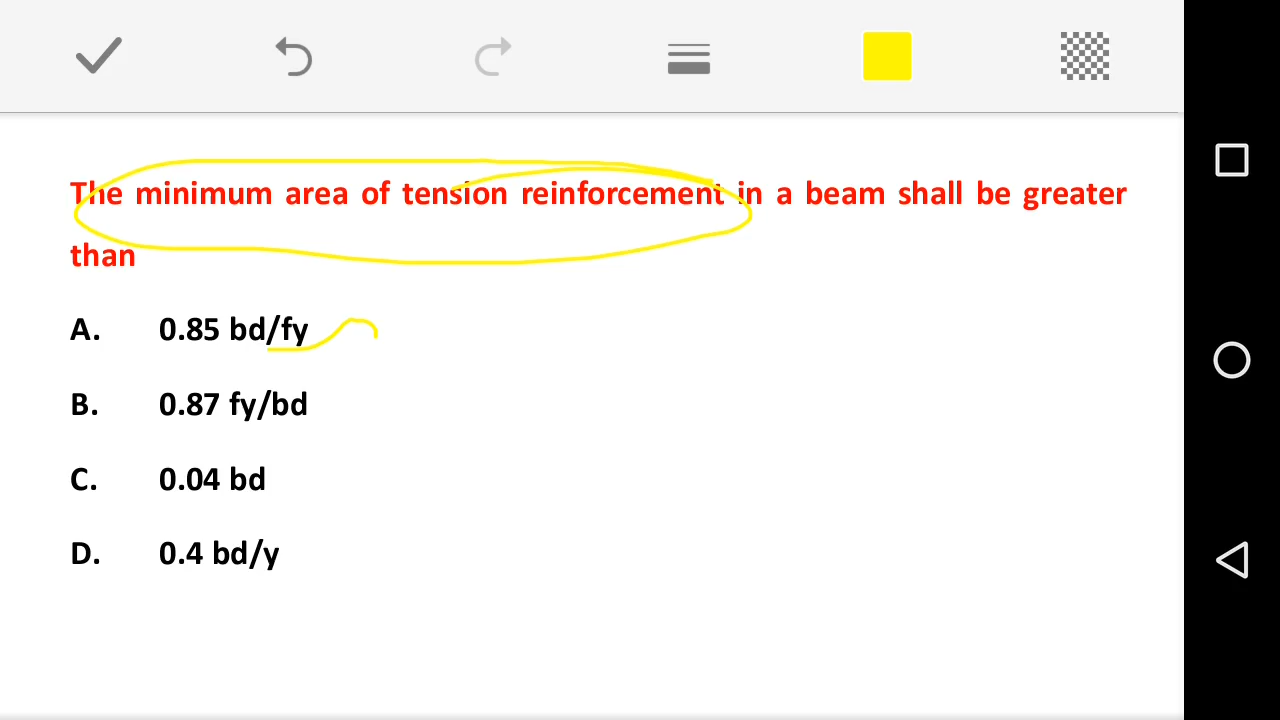 The minimum area of tension reinforcement in a beam shall be greater
than
A. 0.85 bd/fy
B. 0.87 fy/bd
C. 0.04 bd
D. 0.4 bd/y